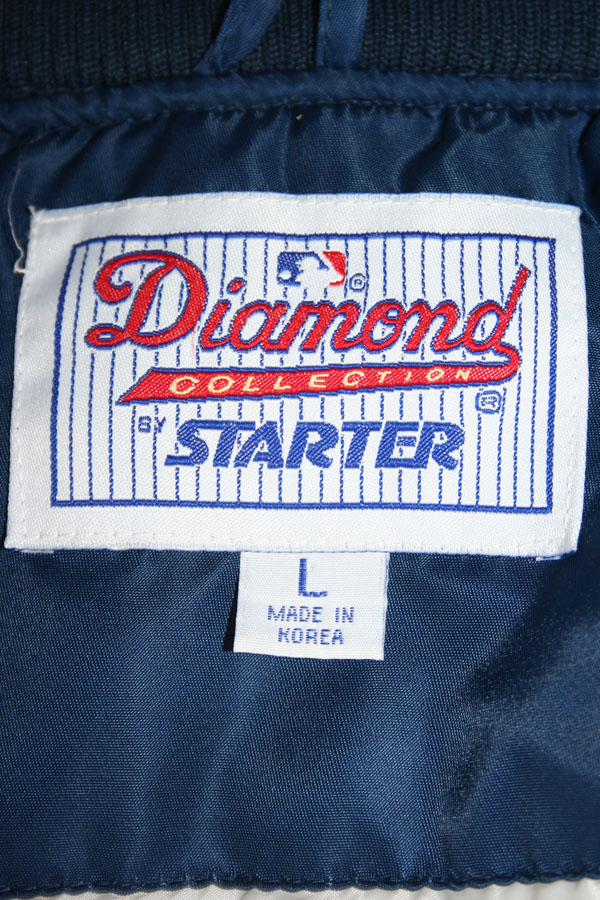 Diamond ®
COLLECTION
®
BY STARTER
L
MADE IN
KOREA